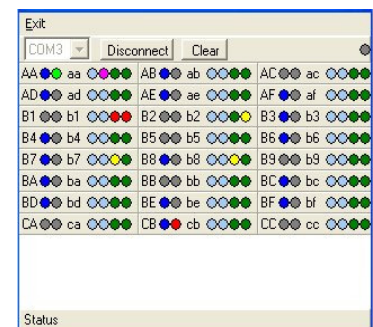 Exit
COM3 Disconnect Clear
AA aa AB ab AC ac
AD ad AE ae AF af
B1 b1 B2 b2 B3 b3
B4 b4 B5 b5 B6 b6
B7 b7 B8 b8 B9 b9
BA ba BB bb BC bc
BD bd BE be BF bf
CA ca CB cb CC cc
Status